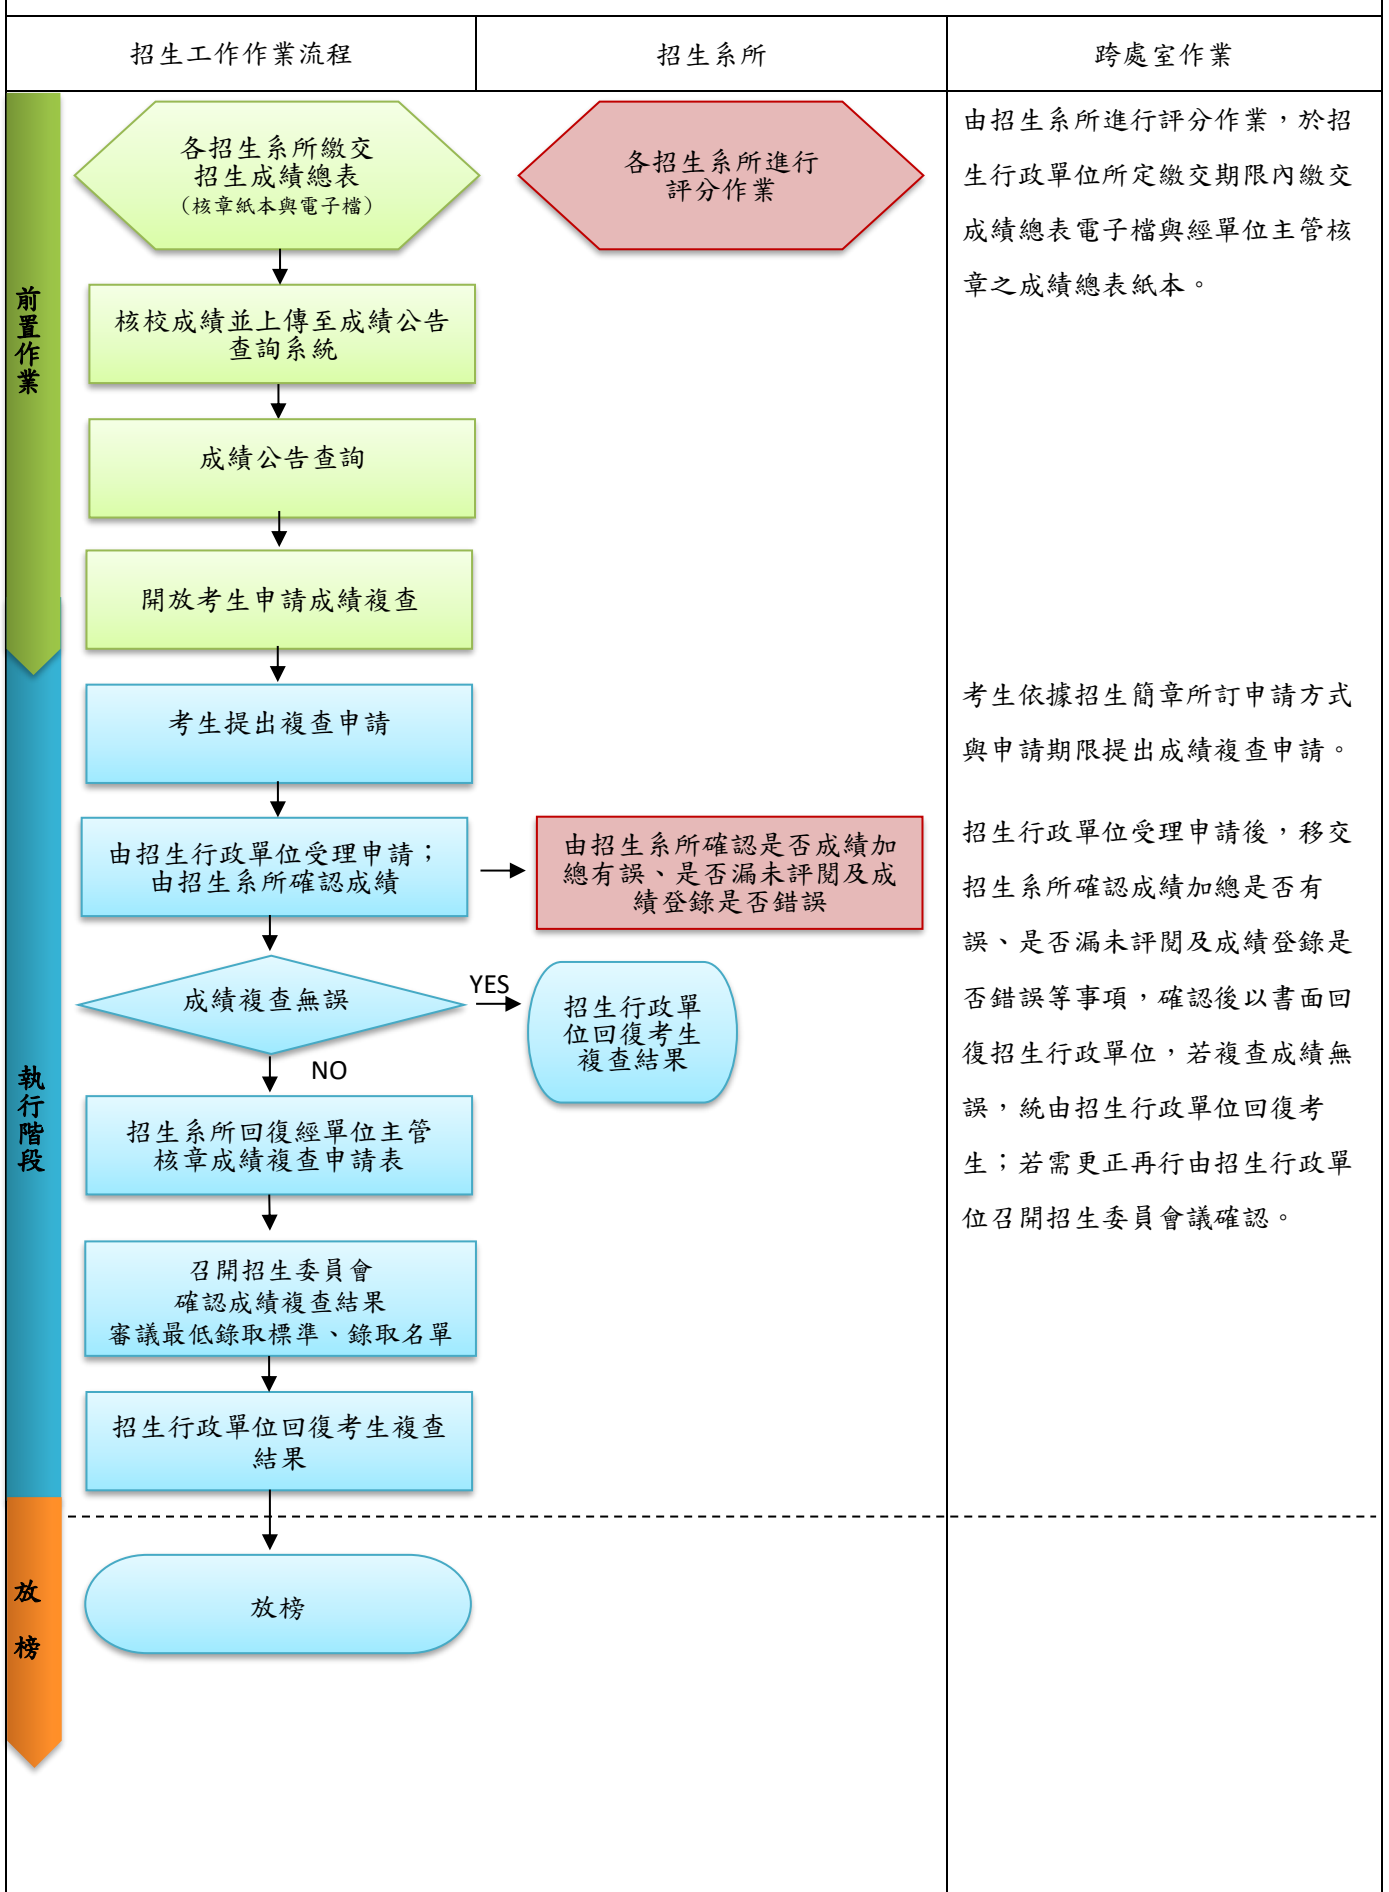 招生工作作業流程
招生系所
跨處室作業
前置作業
各招生系所繳交
招生成績總表
（核章紙本與電子檔）
各招生系所進行
評分作業
由招生系所進行評分作業，於招
生行政單位所定繳交期限內繳交
成績總表電子檔與經單位主管核
章之成績總表紙本。
核校成績並上傳至成績公告
查詢系統
成績公告查詢
開放考生申請成績複查
執行階段
考生提出複查申請
考生依據招生簡章所訂申請方式
與申請期限提出成績複查申請。
由招生行政單位受理申請；
由招生系所確認成績
由招生系所確認是否成績加
總有誤、是否漏未評閱及成
績登錄是否錯誤
招生行政單位受理申請後，移交
招生系所確認成績加總是否有
誤、是否漏未評閱及成績登錄是
否錯誤等事項，確認後以書面回
復招生行政單位，若複查成績無
誤，統由招生行政單位回復考
生；若需更正再行由招生行政單
位召開招生委員會議確認。
成績複查無誤
YES
招生行政單
位回復考生
複查結果
NO
招生系所回復經單位主管
核章成績複查申請表
召開招生委員會
確認成績複查結果
審議最低錄取標準、錄取名單
招生行政單位回復考生複查
結果
放
榜
放榜